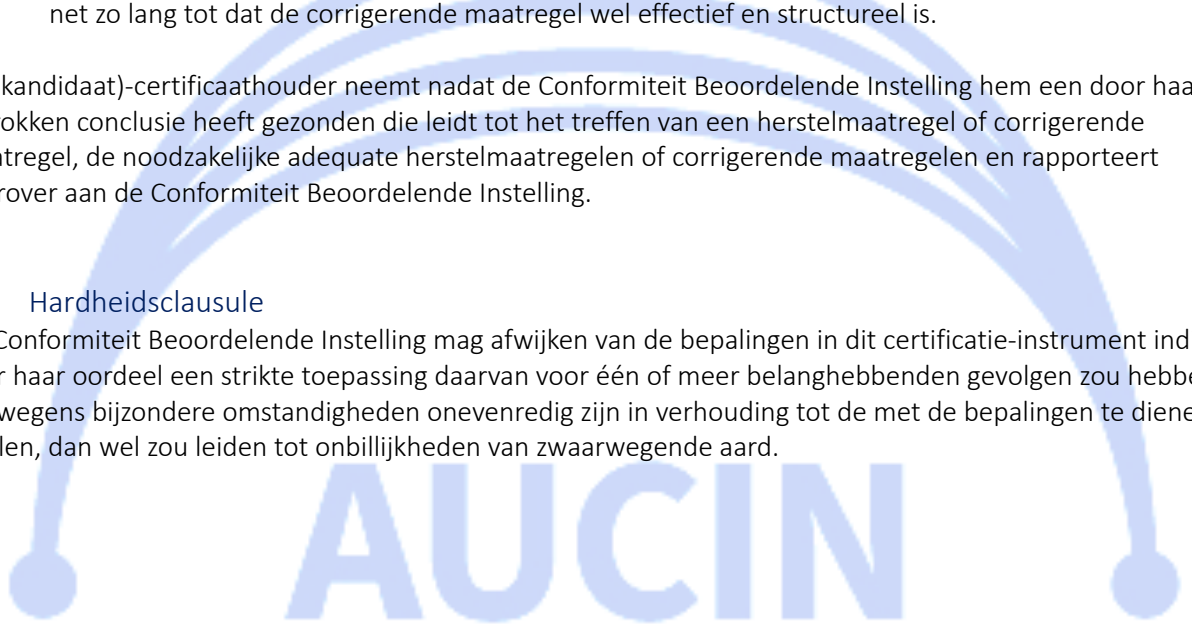 net zo lang tot dat de corrigerende maatregel wel effectief en structureel is.
kandidaat)-certificaathouder neemt nadat de Conformiteit Beoordelende Instelling hem een door haa
okken conclusie heeft gezonden die leidt tot het treffen van een herstelmaatregel of corrigerende
atregel, de noodzakelijke adequate herstelmaatregelen of corrigerende maatregelen en rapporteert
rover aan de Conformiteit Beoordelende Instelling.
Hardheidsclausule
Conformiteit Beoordelende Instelling mag afwijken van de bepalingen in dit certificatie-instrument ind
r haar oordeel een strikte toepassing daarvan voor één of meer belanghebbenden gevolgen zou hebbe
wegens bijzondere omstandigheden onevenredig zijn in verhouding tot de met de bepalingen te diene
len, dan wel zou leiden tot onbillijkheden van zwaarwegende aard.
AUCIN